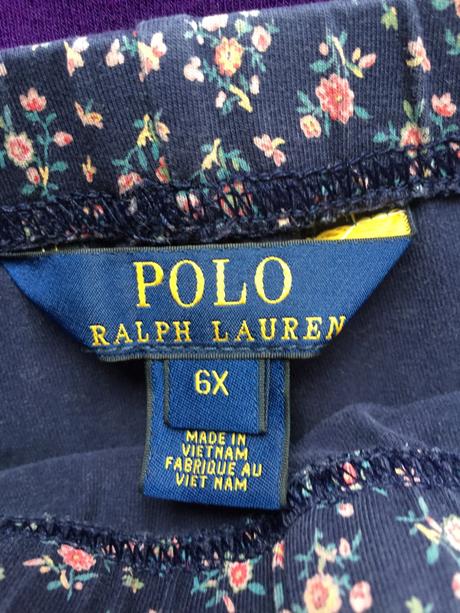 POLO
RALPH LAUREN
6X
MADE IN
VIETNAM
FABRIQUE AU
VIET NAM